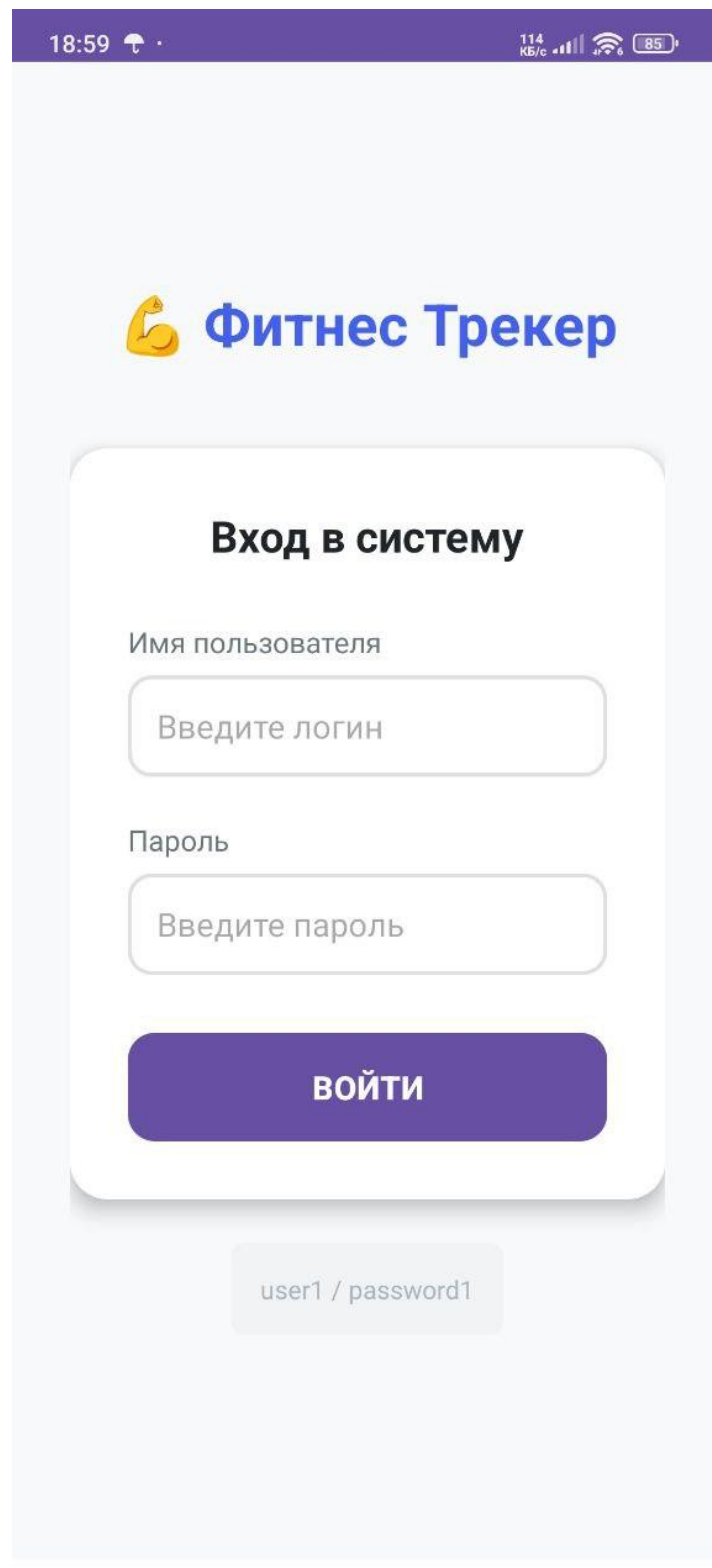 18:59
114
КБ/с
6
85
💪 Фитнес Трекер
Вход в систему
Имя пользователя
Введите логин
Пароль
Введите пароль
ВОЙТИ
user1 / password1